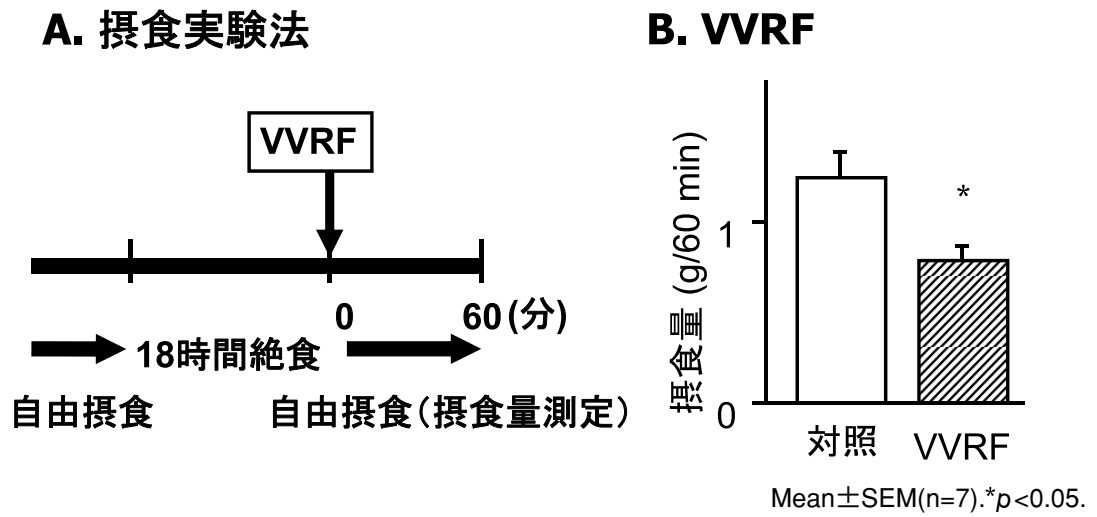 A. 摂食実験法
VVRF
0
60(分)
18時間絶食
自由摂食
自由摂食(摂食量測定)
B. VVRF
摂食量 (g/60 min)
1
0
*
対照
VVRF
Mean±SEM(n=7).*p<0.05.